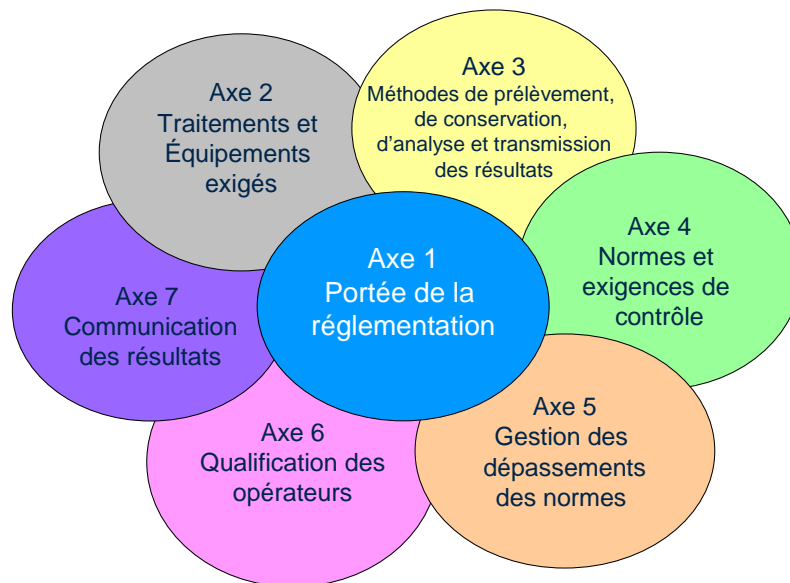 Axe 1
Portée de la
réglementation
Axe 2
Traitements et
Équipements
exigés
Axe 3
Méthodes de prélèvement,
de conservation,
d'analyse et transmission
des résultats
Axe 4
Normes et
exigences de
contrôle
Axe 5
Gestion des
dépassements
des normes
Axe 6
Qualification des
opérateurs
Axe 7
Communication
des résultats